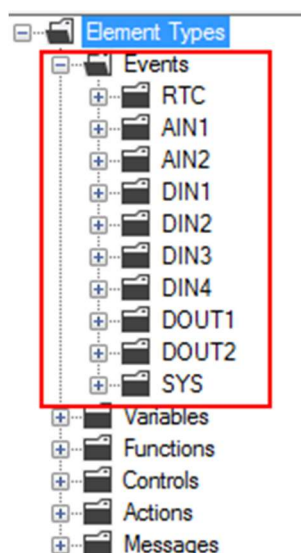 Element Types
Events
RTC
AIN1
AIN2
DIN1
DIN2
DIN3
DIN4
DOUT1
DOUT2
SYS
Variables
Functions
Controls
Actions
Messages